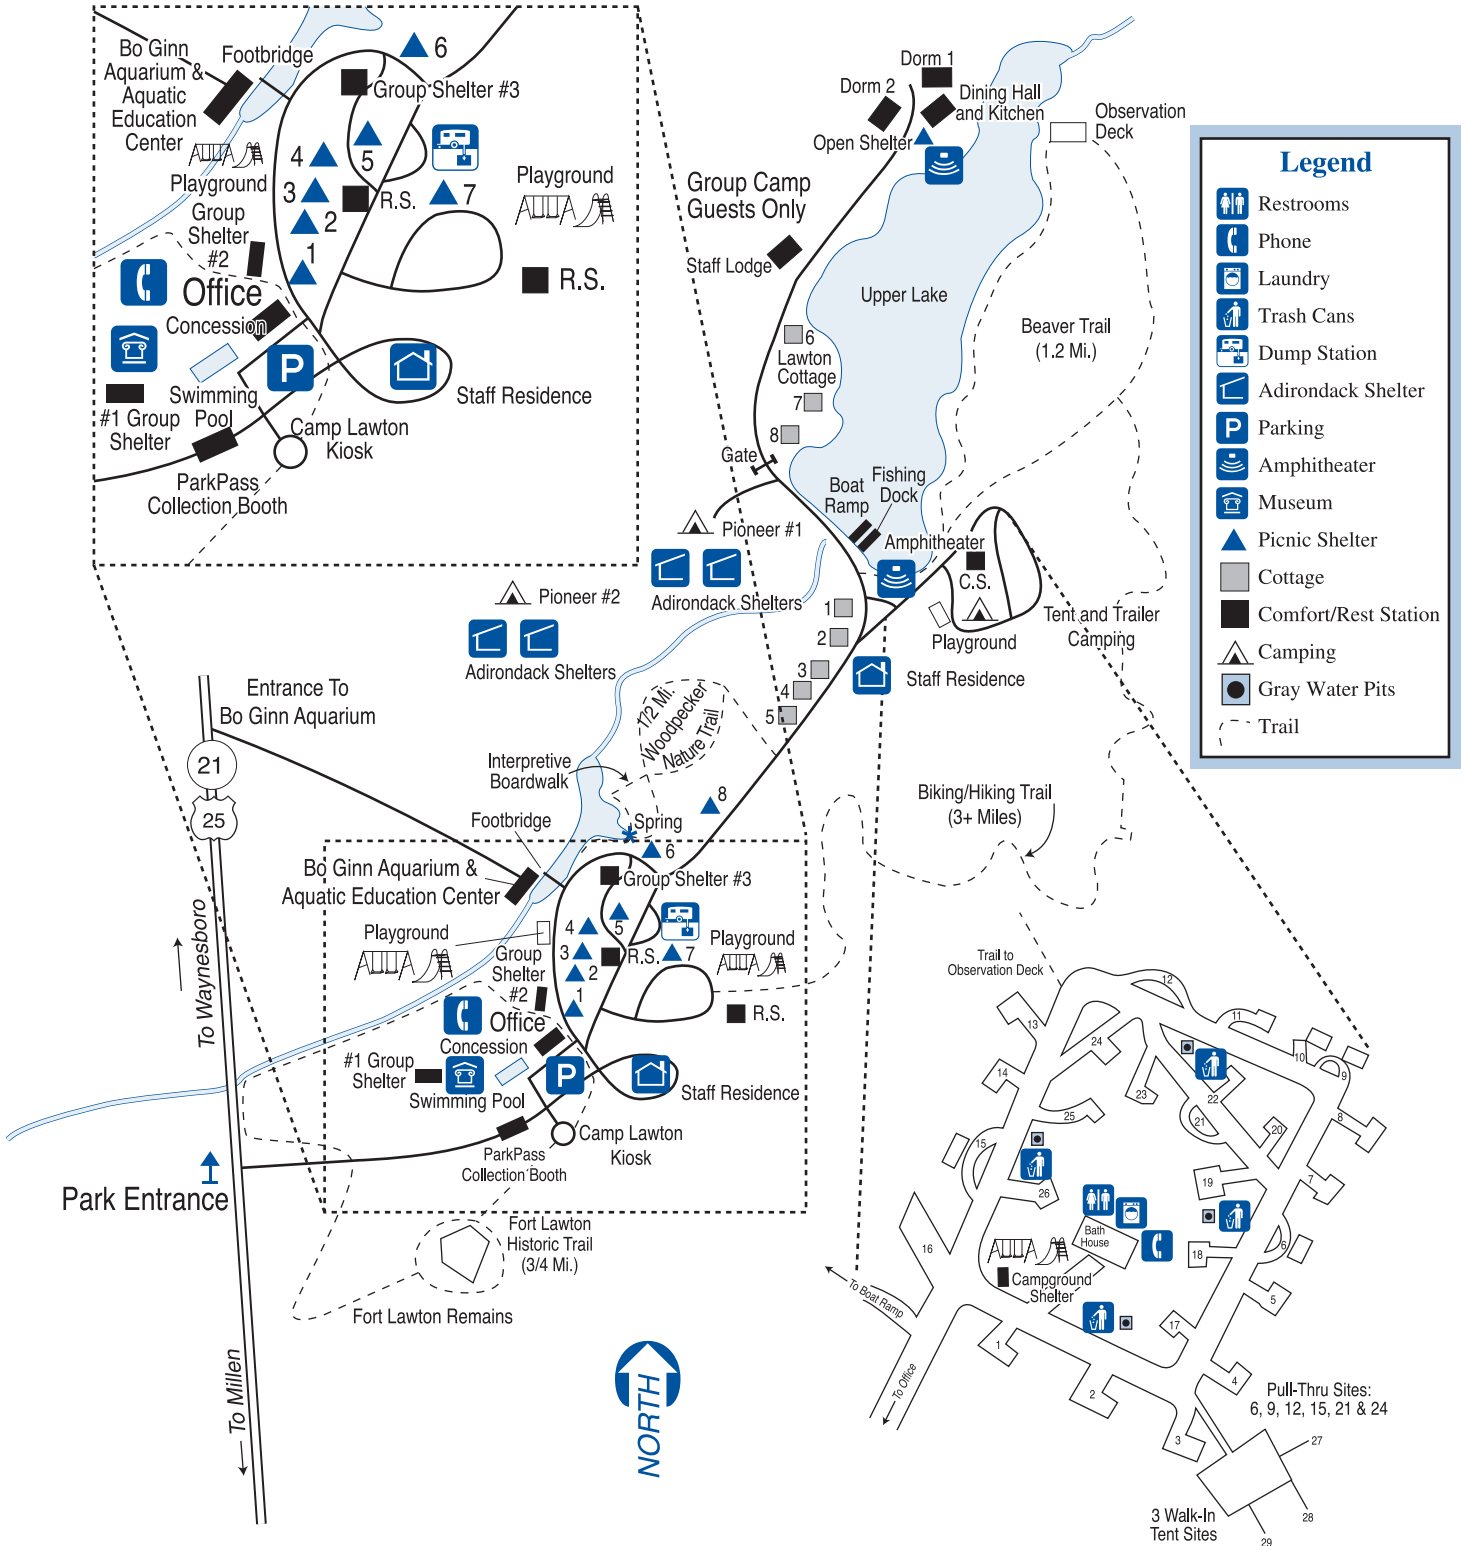 Bo Ginn
Aquarium &
Aquatic
Education
Center
Footbridge
6
Group Shelter #3
4
5
3
2
1
R.S.
7
Playground
Playground
Group
Shelter
#2
R.S.
Office
Concession
P
Swimming
Pool
#1 Group
Shelter
Staff Residence
Camp Lawton
Kiosk
ParkPass
Collection Booth
Dorm 1
Dorm 2
Dining Hall
and Kitchen
Open Shelter
Observation
Deck
Group Camp
Guests Only
Staff Lodge
Upper Lake
Beaver Trail
(1.2 Mi.)
6
Lawton
Cottage
7
8
Gate
Boat
Ramp
Fishing
Dock
Amphitheater
C.S.
Pioneer #1
Adirondack Shelters
Pioneer #2
Adirondack Shelters
1
2
3
4
5
Playground
Tent and Trailer
Camping
Staff Residence
Legend
Restrooms
Phone
Laundry
Trash Cans
Dump Station
Adirondack Shelter
P
Parking
Amphitheater
Museum
Picnic Shelter
Cottage
Comfort/Rest Station
Camping
Gray Water Pits
Trail
Entrance To
Bo Ginn Aquarium
21
25
To Waynesboro
1/2 Mi.
Woodpecker
Nature Trail
Interpretive
Boardwalk
Spring
8
Footbridge
6
Bo Ginn Aquarium &
Aquatic Education Center
Group Shelter #3
4
5
3
2
1
R.S.
7
Playground
Playground
Group
Shelter
#2
R.S.
Office
Concession
#1 Group
Shelter
P
Swimming Pool
Staff Residence
Camp Lawton
Kiosk
ParkPass
Collection Booth
Park Entrance
To Millen
Fort Lawton
Historic Trail
(3/4 Mi.)
Fort Lawton Remains
NORTH
Biking/Hiking Trail
(3+ Miles)
Trail to
Observation Deck
12
11
13
24
10
9
14
23
22
8
25
21
20
15
7
26
19
Bath
House
16
18
6
Campground
Shelter
To Boat Ramp
5
17
1
To Office
4
2
Pull-Thru Sites:
6, 9, 12, 15, 21 & 24
3
27
28
3 Walk-In
Tent Sites
29